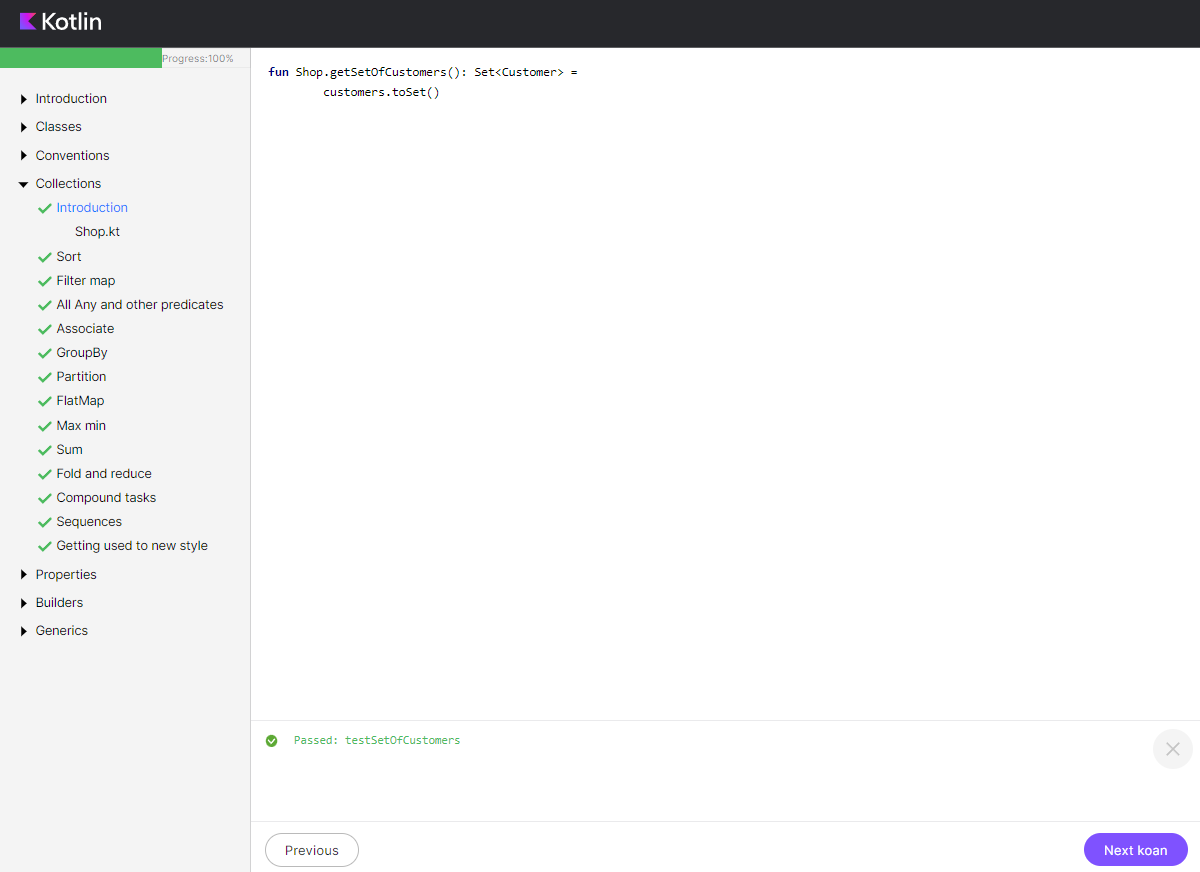 Kotlin
Progress:100%
Introduction
Classes
Conventions
Collections
Introduction
Shop.kt
Sort
Filter map
All Any and other predicates
Associate
GroupBy
Partition
FlatMap
Max min
Sum
Fold and reduce
Compound tasks
Sequences
Getting used to new style
Properties
Builders
Generics
fun Shop.getSetOfCustomers(): Set<Customer> =
customers.toSet()
Passed: testSetOfCustomers
Previous
Next koan